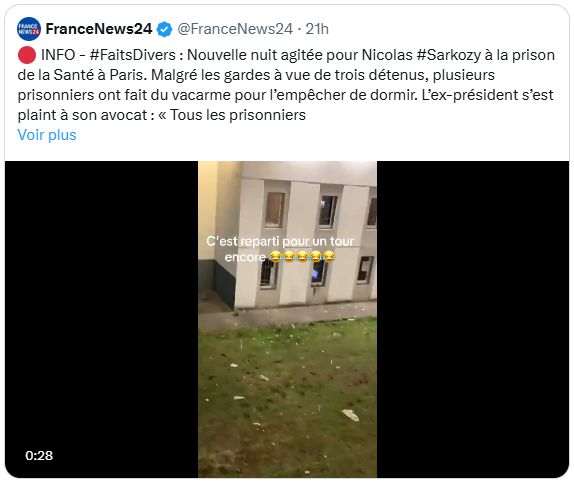 FRANCE
NEWS
24
FranceNews24 @FranceNews24 · 21h
🔴 INFO - #FaitsDivers : Nouvelle nuit agitée pour Nicolas #Sarkozy à la prison
de la Santé à Paris. Malgré les gardes à vue de trois détenus, plusieurs
prisonniers ont fait du vacarme pour l’empêcher de dormir. L’ex-président s’est
plaint à son avocat : « Tous les prisonniers
Voir plus
C’est reparti pour un tour
encore 😂😂😂😂😂
0:28